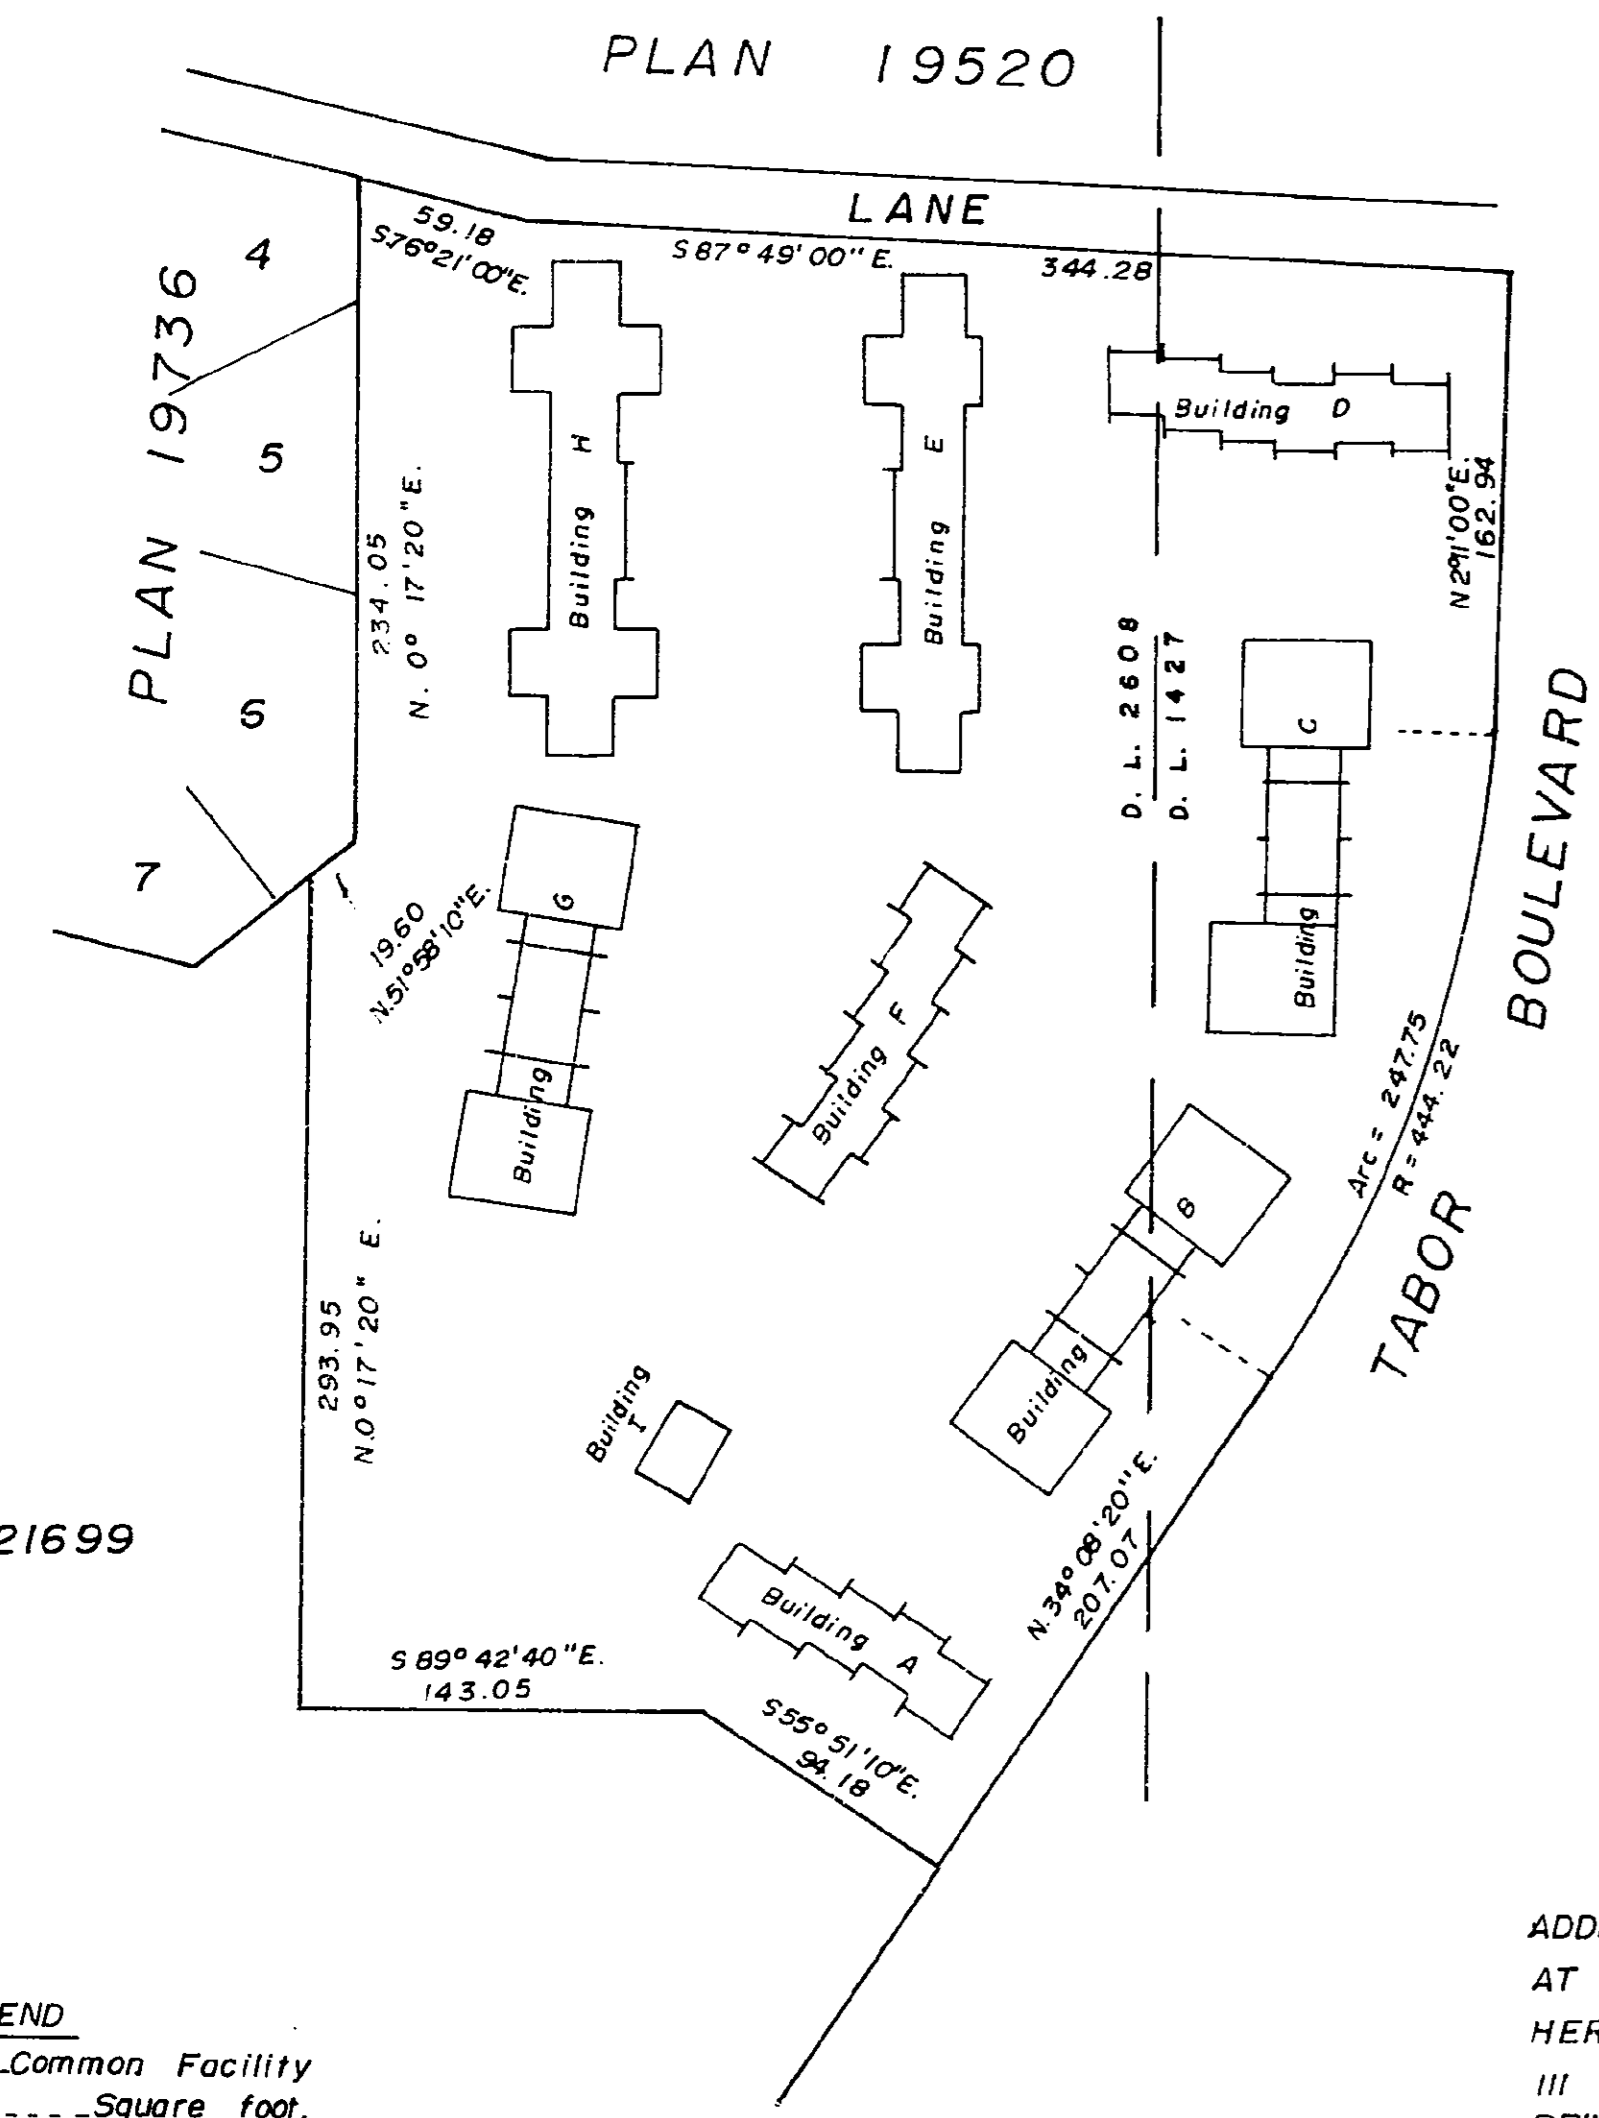 PLAN 19520
LANE
59.18
S76°21'00"E.
S87°49'00"E.
344.28
4
PLAN 19736
5
6
7
234.05
N.0° 17'20"E.
Building H
Building E
Building D
N2°11'00"E.
162.94
D. L. 2608
D. L. 1427
Building C
BOULEVARD
TABOR
19.60
N.51°58'10"E.
Building G
Building F
Arc = 247.75
R = 444.22
Building B
293.95
N.0°17'20" E.
Building
I
21699
N.34°08'20"E.
207.07
Building A
S89°42'40"E.
143.05
S55°51'10"E.
94.18
END
Common Facility
Square foot.
AT
III